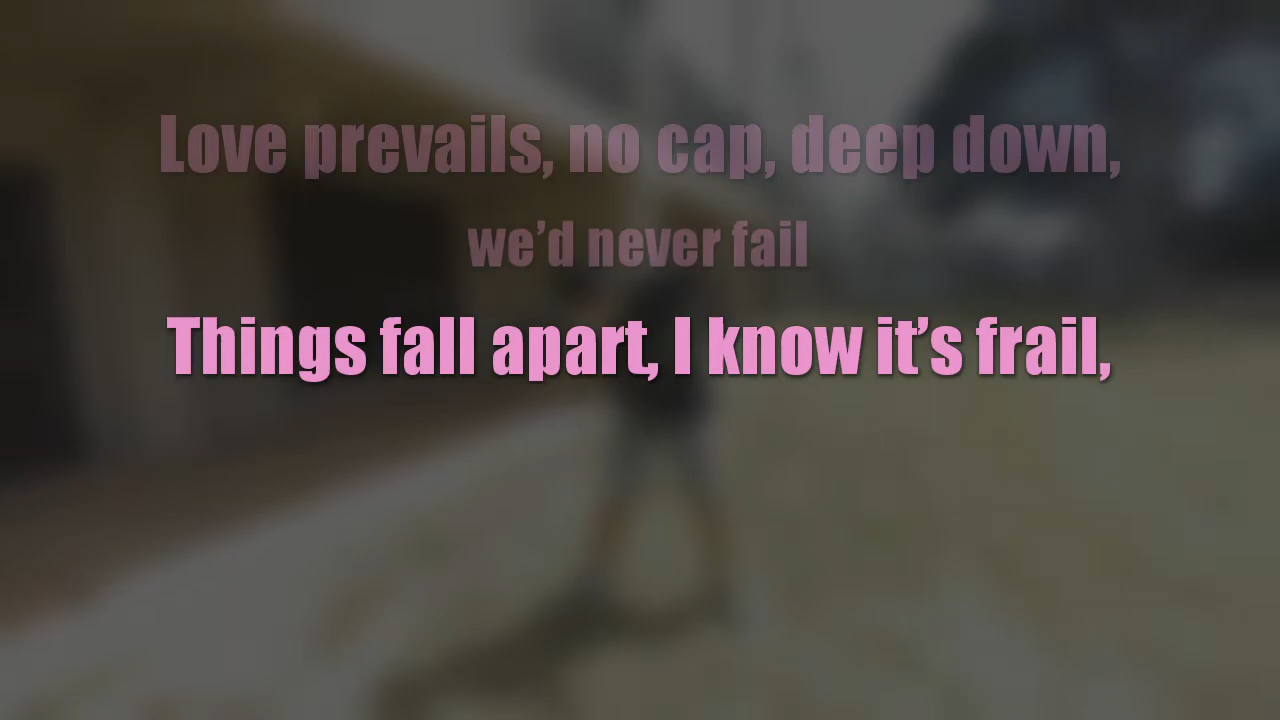 Love prevails, no cap, deep down,
we’d never fail
Things fall apart, I know it’s frail,